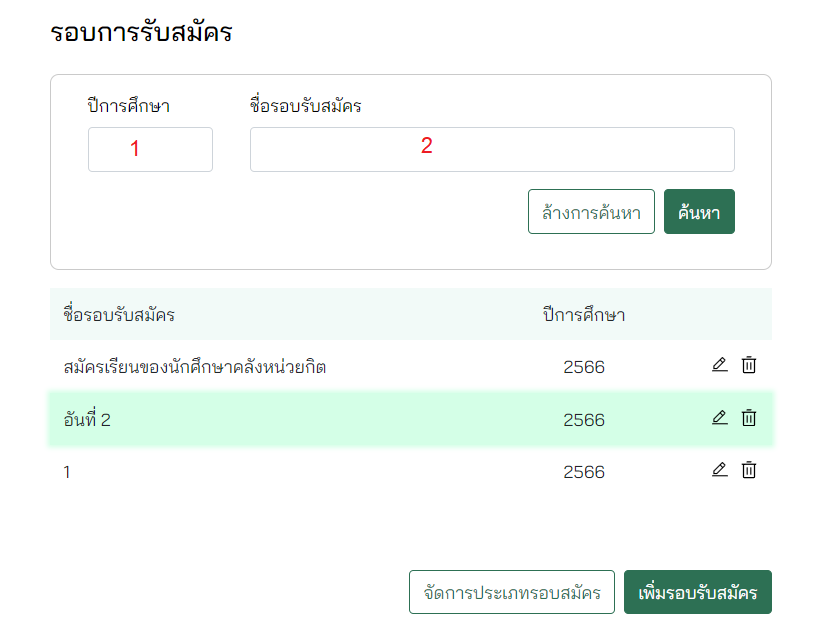 รอบการรับสมัคร
ปีการศึกษา ชื่อรอบรับสมัคร
1 2
ล้างการค้นหา ค้นหา
ชื่อรอบรับสมัคร ปีการศึกษา
สมัครเรียนของนักศึกษาคลังหน่วยกิต 2566
อันที่ 2 2566
1 2566
จัดการประเภทรอบสมัคร เพิ่มรอบรับสมัคร